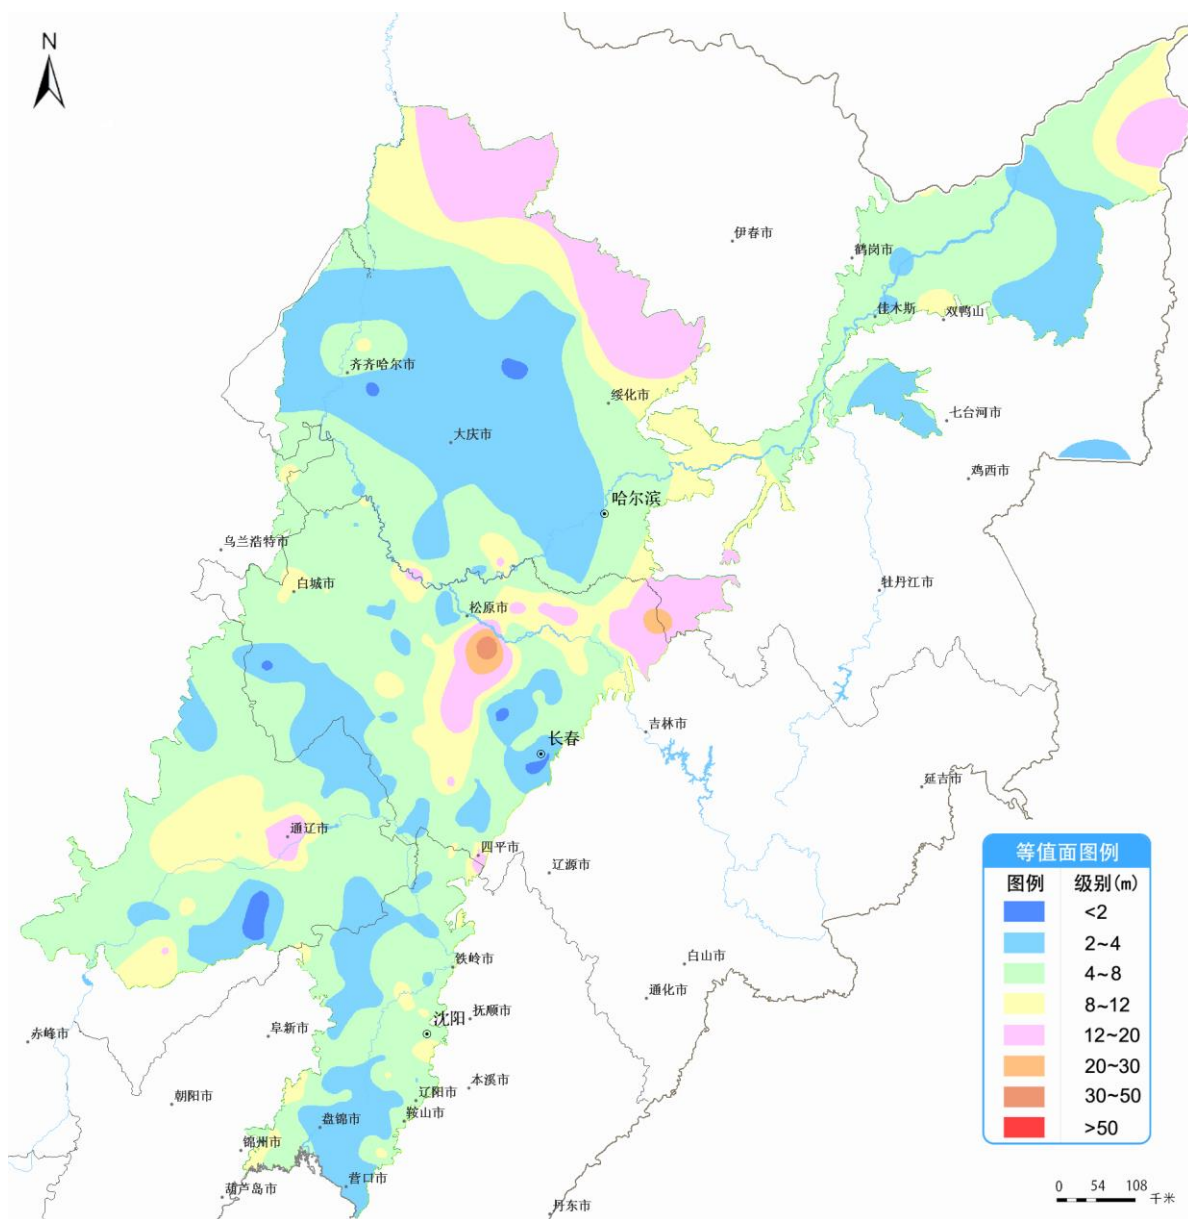 N
伊春市
鹤岗市
佳木斯
双鸭山
齐齐哈尔市
绥化市
七台河市
大庆市
鸡西市
哈尔滨
乌兰浩特市
白城市
牡丹江市
松原市
吉林市
长春
延吉市
通辽市
四平市
辽源市
白山市
铁岭市
通化市
抚顺市
沈阳
阜新市
赤峰市
本溪市
朝阳市
辽阳市
鞍山市
盘锦市
锦州市
营口市
葫芦岛市
丹东市
等值面图例
图例 级别(m)
<2
2~4
4~8
8~12
12~20
20~30
30~50
>50
0 54 108
千米